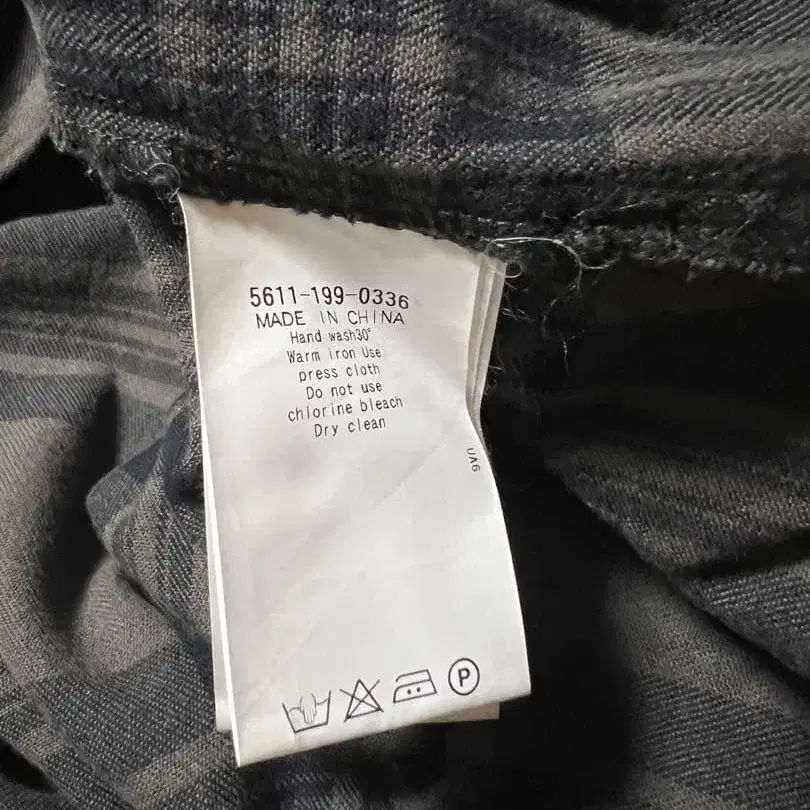 5611-199-0336
MADE IN CHINA
Hand wash30°
Warm iron Use
press cloth
Do not use
chlorine bleach
Dry clean
UA6
P